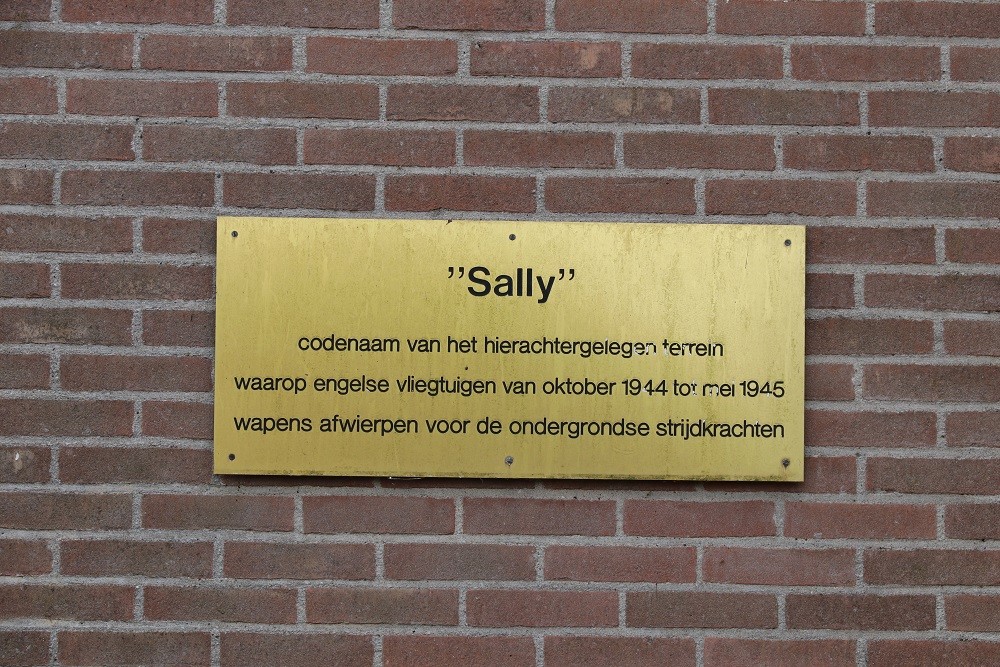 "Sally"
codenaam van het hierachtergelegen terrein
waarop engelse vliegtuigen van oktober 1944 tot mei 1945
wapens afwierpen voor de ondergrondse strijdkrachten